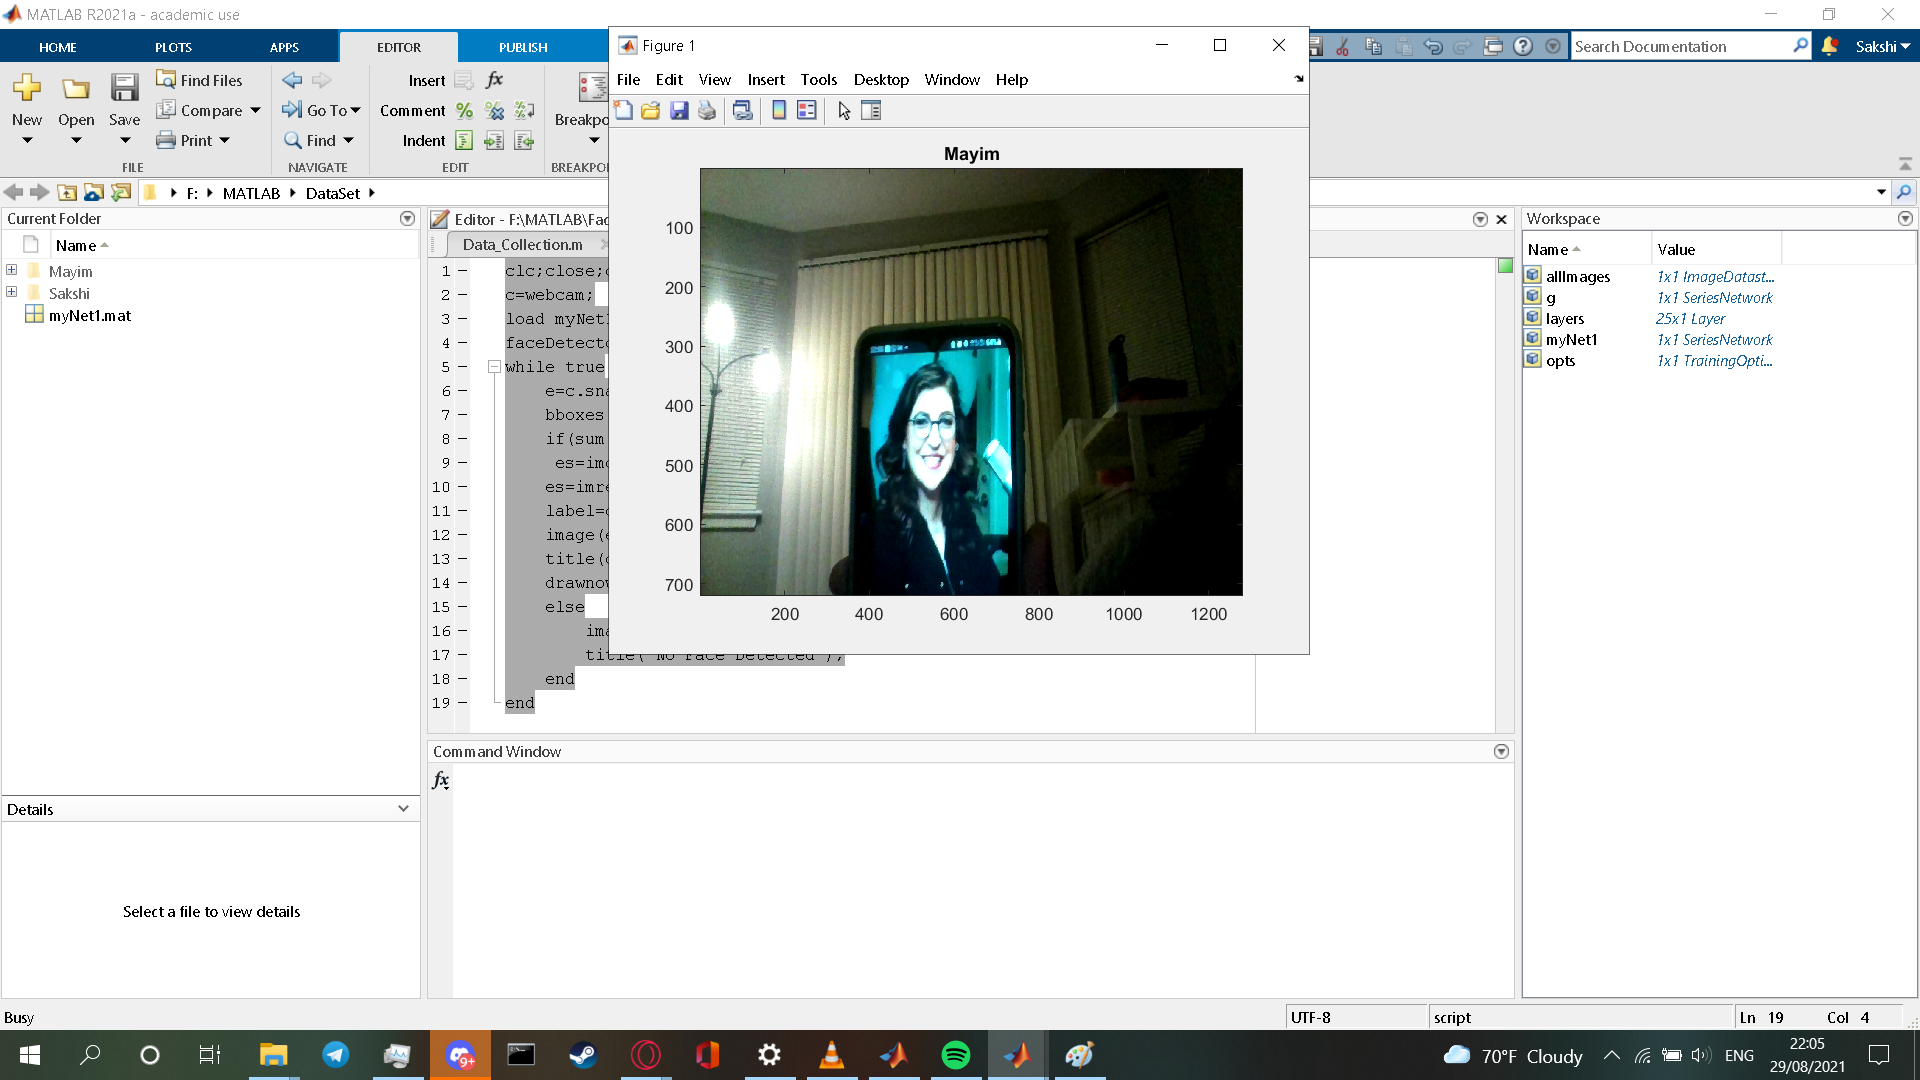 MATLAB R2021a - academic use
HOME PLOTS APPS EDITOR PUBLISH
Search Documentation
Sakshi
New
Open
Save
Find Files
Compare
Print
FILE
Go To
Find
NAVIGATE
Insert
Comment
Indent
EDIT
Breakpo
BREAKPO
F: MATLAB DataSet
Current Folder
Name
Mayim
Sakshi
myNet1.mat
Details
Select a file to view details
Editor - F:\MATLAB\Fac
Data_Collection.m
1 clc;close;c
2 c=webcam;
3 load myNet1
4 faceDetecto
5 while true
6 e=c.sna
7 bboxes
8 if(sum
9 es=imc
10 es=imre
11 label=c
12 image(e
13 title(c
14 drawnow
15 else
16 ima
17 title('No Face Detected');
18 end
19 end
Figure 1
File Edit View Insert Tools Desktop Window Help
Mayim
100
200
300
400
500
600
700
200 400 600 800 1000 1200
Command Window
fx
Workspace
Name Value
allImages 1x1 ImageDatast...
g 1x1 SeriesNetwork
layers 25x1 Layer
myNet1 1x1 SeriesNetwork
opts 1x1 TrainingOpti...
Busy
UTF-8
script
Ln 19 Col 4
9+
70°F Cloudy
ENG
22:05
29/08/2021